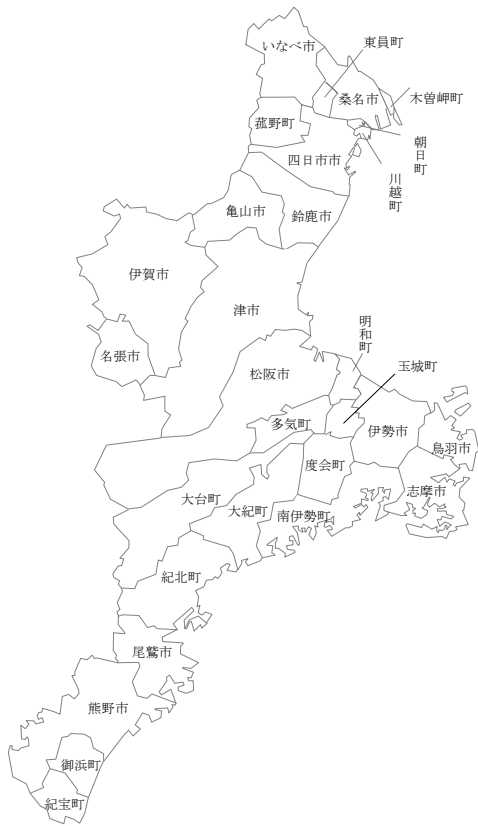 いなべ市
東員町
桑名市
木曽岬町
菰野町
朝日町
四日市市
川越町
亀山市
鈴鹿市
伊賀市
津市
明和町
名張市
松阪市
玉城町
多気町
伊勢市
鳥羽市
度会町
志摩市
大台町
大紀町
南伊勢町
紀北町
尾鷲市
熊野市
御浜町
紀宝町